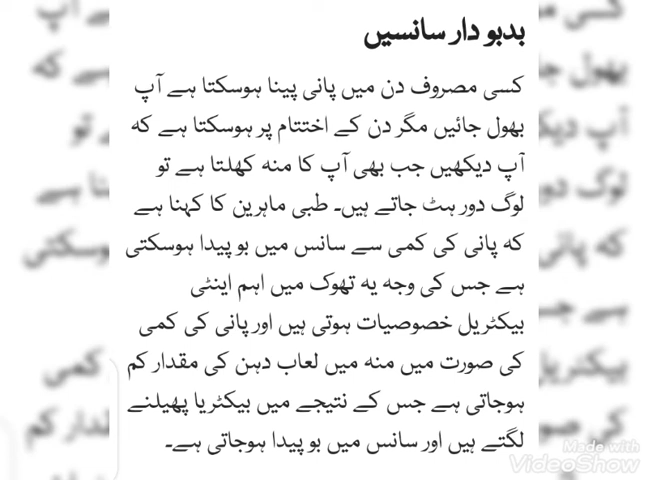 بدبو دار سانسیں
کسی مصروف دن میں پانی پینا ہوسکتا ہے آپ
بھول جائیں مگر دن کے اختتام پر ہوسکتا ہے کہ
آپ دیکھیں جب بھی آپ کا منہ کھلتا ہے تو
لوگ دور ہٹ جاتے ہیں۔ طبی ماہرین کا کہنا ہے
کہ پانی کی کمی سے سانس میں بو پیدا ہوسکتی
ہے جس کی وجہ یہ تھوک میں اہم اینٹی
بیکٹریل خصوصیات ہوتی ہیں اور پانی کی کمی
کی صورت میں منہ میں لعاب دہن کی مقدار کم
ہوجاتی ہے جس کے نتیجے میں بیکٹریا پھیلنے
لگتے ہیں اور سانس میں بو پیدا ہوجاتی ہے۔
Made with
VideoShow